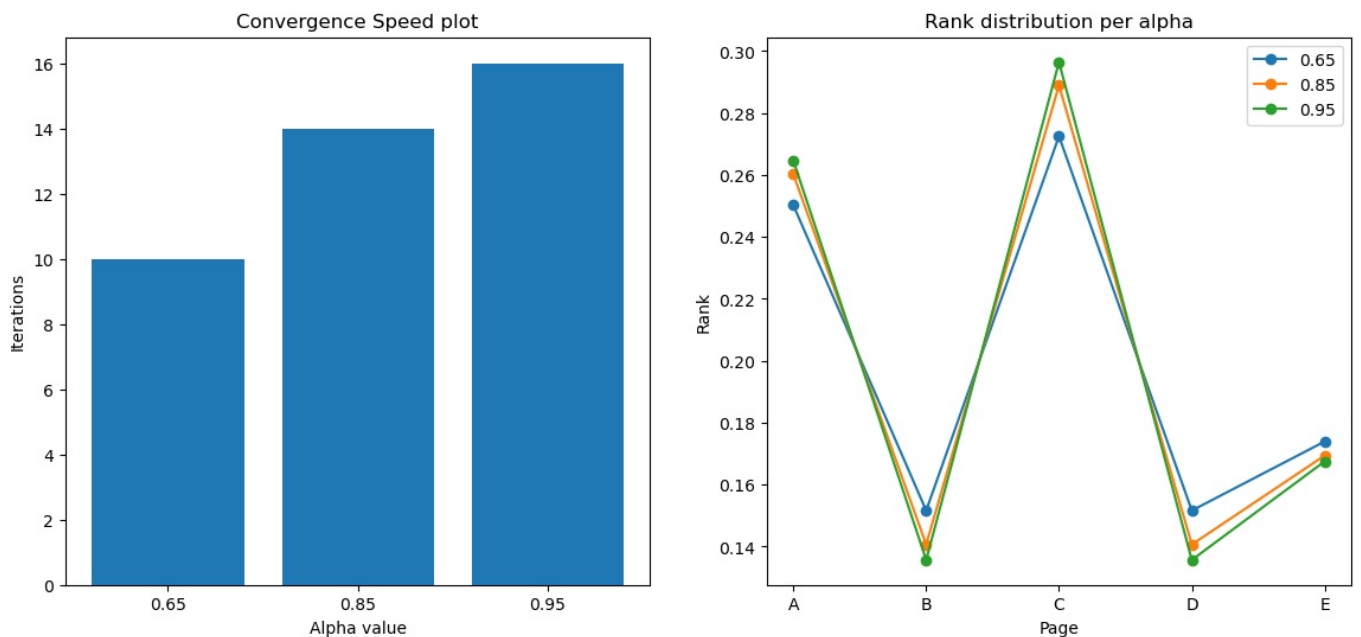 Convergence Speed plot
16
14
12
10
8
6
4
2
0
Iterations
0.65 0.85 0.95
Alpha value
Rank distribution per alpha
0.30
0.28
0.26
0.24
0.22
0.20
0.18
0.16
0.14
Rank
0.65
0.85
0.95
A B C D E
Page